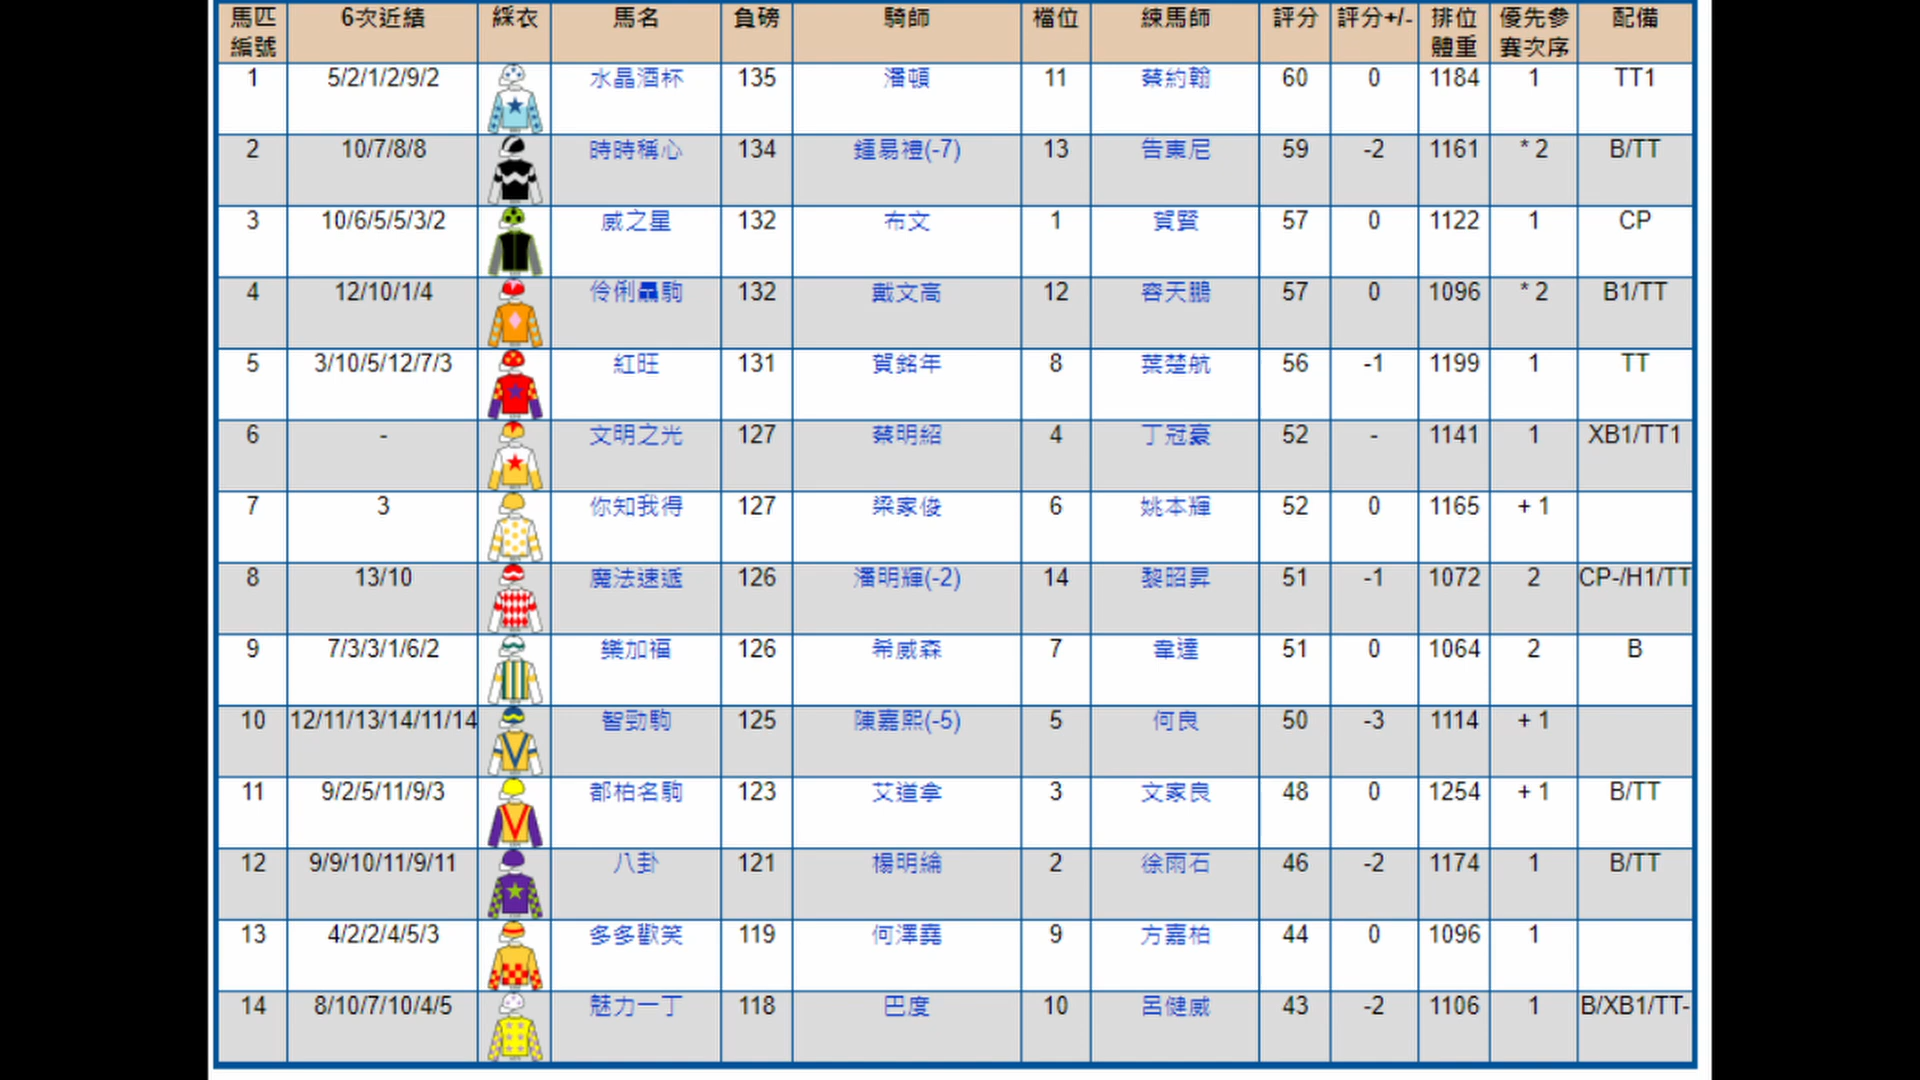 馬匹編號 6次近績 綵衣 馬名 負磅 騎師 檔位 練馬師 評分 評分+/- 排位體重 優先參賽次序 配備
1 5/2/1/2/9/2 水晶酒杯 135 潘頓 11 蔡約翰 60 0 1184 1 TT1
2 10/7/8/8 時時稱心 134 鍾易禮(-7) 13 告東尼 59 -2 1161 * 2 B/TT
3 10/6/5/5/3/2 威之星 132 布文 1 賀賢 57 0 1122 1 CP
4 12/10/1/4 伶俐驫駒 132 戴文高 12 容天鵬 57 0 1096 * 2 B1/TT
5 3/10/5/12/7/3 紅旺 131 賀銘年 8 葉楚航 56 -1 1199 1 TT
6 - 文明之光 127 蔡明紹 4 丁冠豪 52 - 1141 1 XB1/TT1
7 3 你知我得 127 梁家俊 6 姚本輝 52 0 1165 + 1
8 13/10 魔法速遞 126 潘明輝(-2) 14 黎昭昇 51 -1 1072 2 CP-/H1/TT
9 7/3/3/1/6/2 樂加福 126 希威森 7 韋達 51 0 1064 2 B
10 12/11/13/14/11/14 智勁駒 125 陳嘉熙(-5) 5 何良 50 -3 1114 + 1
11 9/2/5/11/9/3 都柏名駒 123 艾道拿 3 文家良 48 0 1254 + 1 B/TT
12 9/9/10/11/9/11 八卦 121 楊明綸 2 徐雨石 46 -2 1174 1 B/TT
13 4/2/2/4/5/3 多多歡笑 119 何澤堯 9 方嘉柏 44 0 1096 1
14 8/10/7/10/4/5 魅力一丁 118 巴度 10 呂健威 43 -2 1106 1 B/XB1/TT-